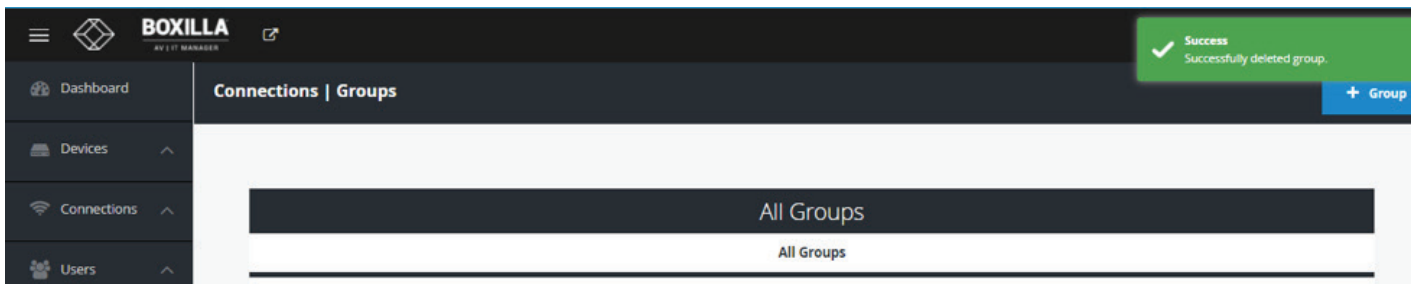 BOXILLA
AV | IT MANAGER
Success
Successfully deleted group.
Dashboard
Connections | Groups
+ Group
Devices
Connections
All Groups
All Groups
Users